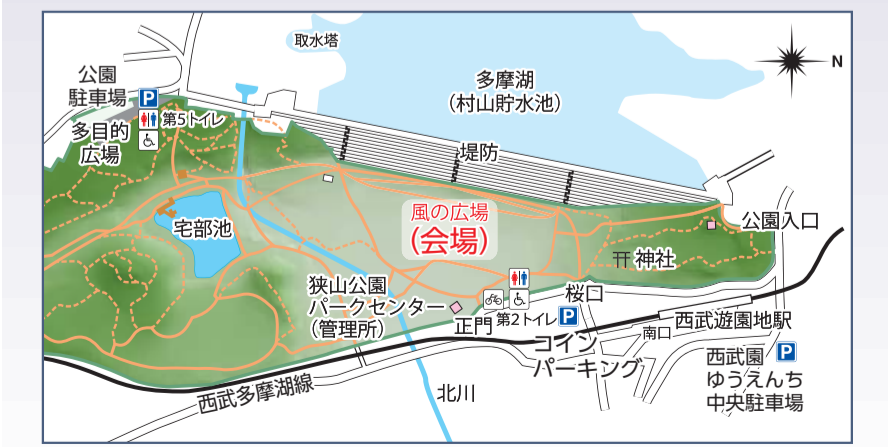 取水塔
N
多摩湖
（村山貯水池）
公園
駐車場
P
第5トイレ
多目的
広場
堤防
風の広場
（会場）
公園入口
宅部池
神社
狭山公園
パークセンター
（管理所）
桜口
正門
第2トイレ
P
コイン
パーキング
南口
西武遊園地駅
西武園
ゆうえんち
中央駐車場
P
西武多摩湖線
北川